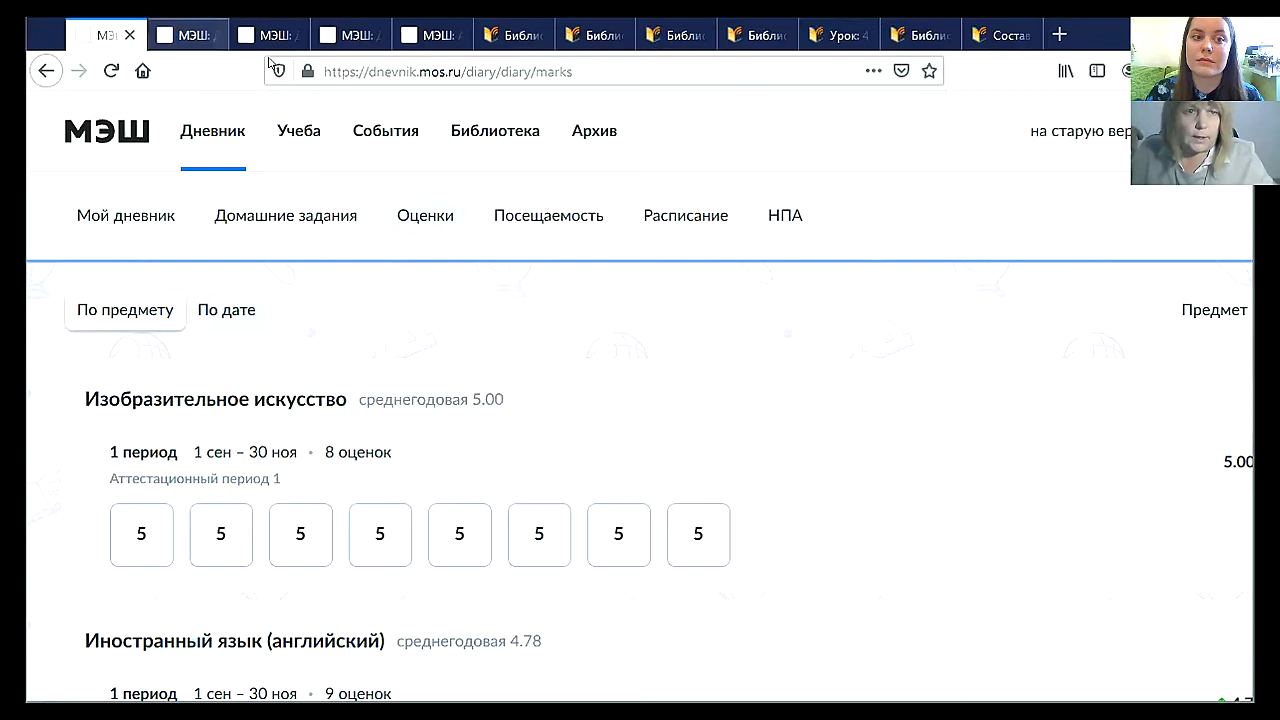 МЭШ МЭШ: МЭШ: МЭШ: МЭШ: Библи Библи Библи Библи Урок: 4 Библи Состав
https://dnevnik.mos.ru/diary/diary/marks
МЭШ Дневник Учеба События Библиотека Архив на старую вер
Мой дневник Домашние задания Оценки Посещаемость Расписание НПА
По предмету По дате Предмет
Изобразительное искусство среднегодовая 5.00
1 период 1 сен – 30 ноя • 8 оценок
5.00
Аттестационный период 1
5 5 5 5 5 5 5 5
Иностранный язык (английский) среднегодовая 4.78
1 период 1 сен – 30 ноя • 9 оценок